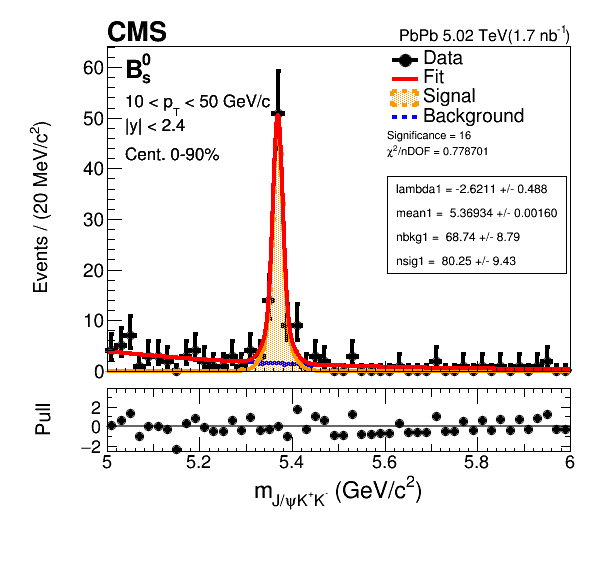 CMS
PbPb 5.02 TeV(1.7 nb⁻¹)
B⁰ₛ
10 < p_T < 50 GeV/c
|y| < 2.4
Cent. 0-90%
Data
Fit
Signal
Background
Significance = 16
χ²/nDOF = 0.778701
lambda1 = -2.6211 +/- 0.488
mean1 = 5.36934 +/- 0.00160
nbkg1 = 68.74 +/- 8.79
nsig1 = 80.25 +/- 9.43
Events / (20 MeV/c²)
60
50
40
30
20
10
0
Pull
2
0
−2
5
5.2
5.4
5.6
5.8
6
m_J/ψK⁺K⁻ (GeV/c²)